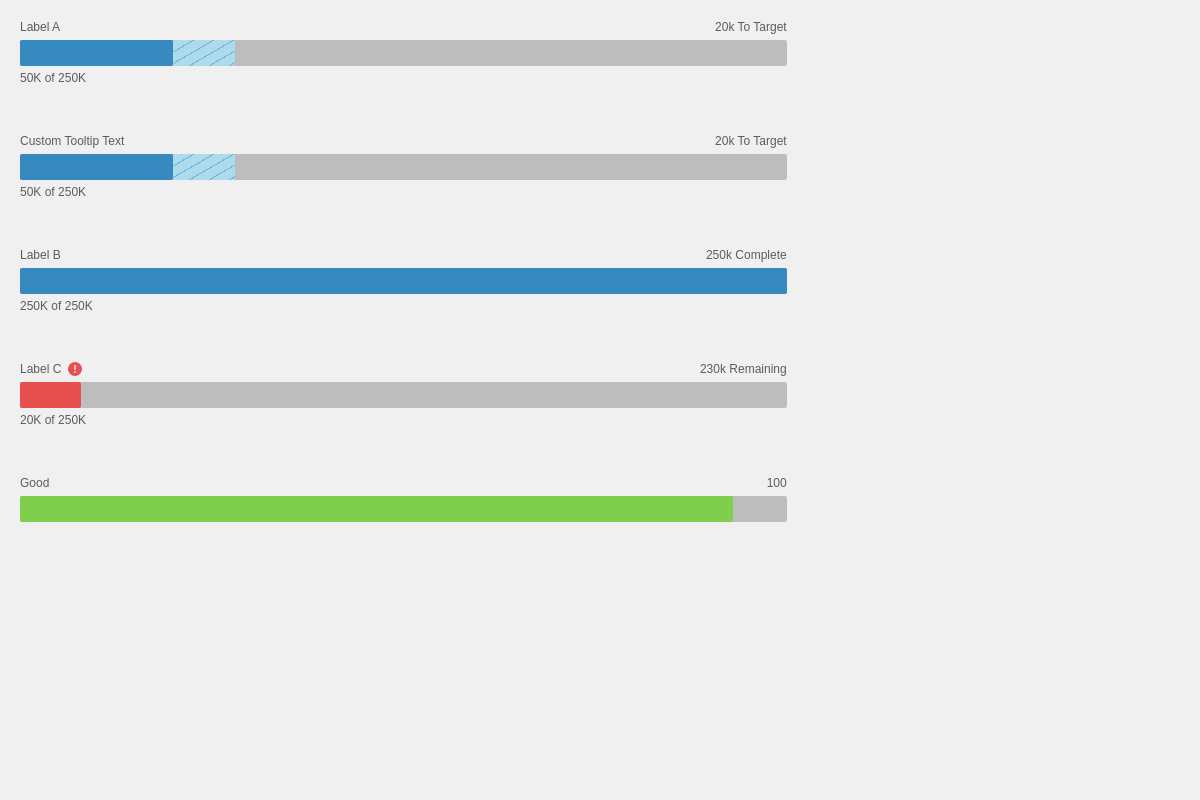 Label A 20k To Target
50K of 250K
Custom Tooltip Text 20k To Target
50K of 250K
Label B 250k Complete
250K of 250K
Label C 230k Remaining
20K of 250K
Good 100